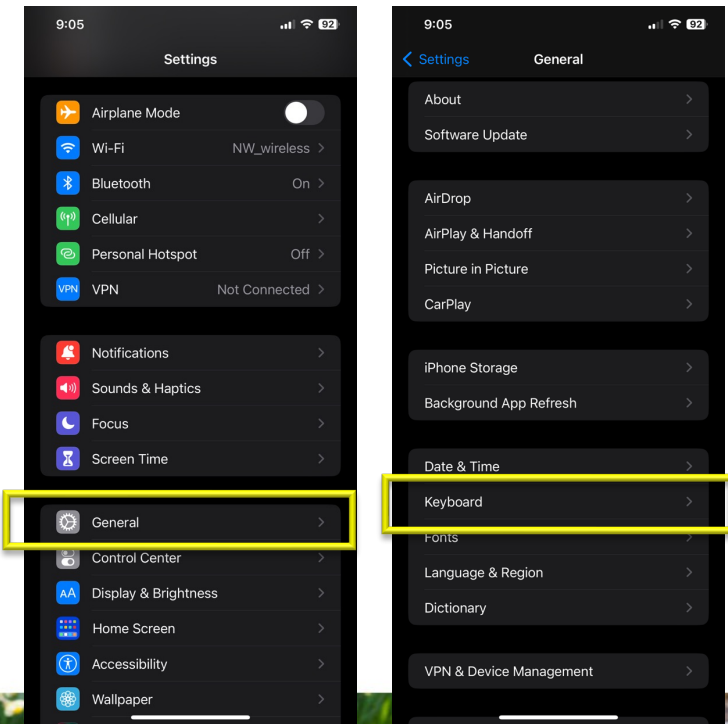 9:05
92
Settings
Airplane Mode
Wi-Fi NW_wireless
Bluetooth On
Cellular
Personal Hotspot Off
VPN VPN Not Connected
Notifications
Sounds & Haptics
Focus
Screen Time
General
Control Center
AA Display & Brightness
Home Screen
Accessibility
Wallpaper
9:05
92
Settings General
About
Software Update
AirDrop
AirPlay & Handoff
Picture in Picture
CarPlay
iPhone Storage
Background App Refresh
Date & Time
Keyboard
Fonts
Language & Region
Dictionary
VPN & Device Management